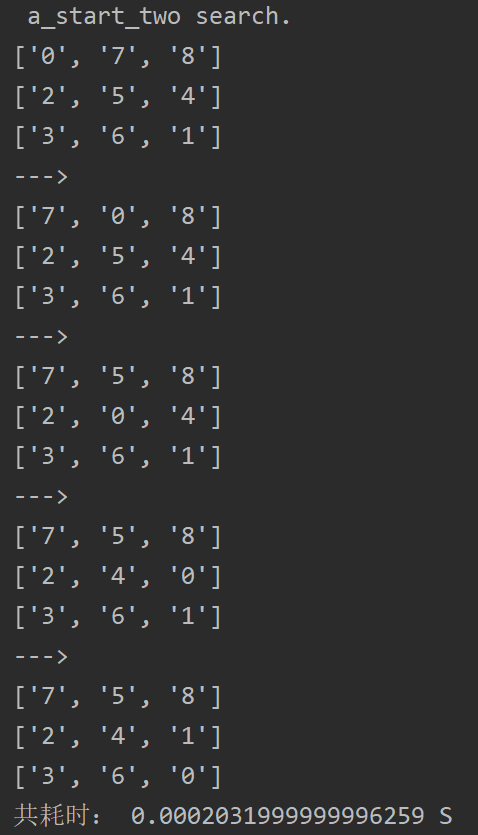 a_start_two search.
['0', '7', '8']
['2', '5', '4']
['3', '6', '1']
--->
['7', '0', '8']
['2', '5', '4']
['3', '6', '1']
--->
['7', '5', '8']
['2', '0', '4']
['3', '6', '1']
--->
['7', '5', '8']
['2', '4', '0']
['3', '6', '1']
--->
['7', '5', '8']
['2', '4', '1']
['3', '6', '0']
共耗时： 0.0002031999999996259 S